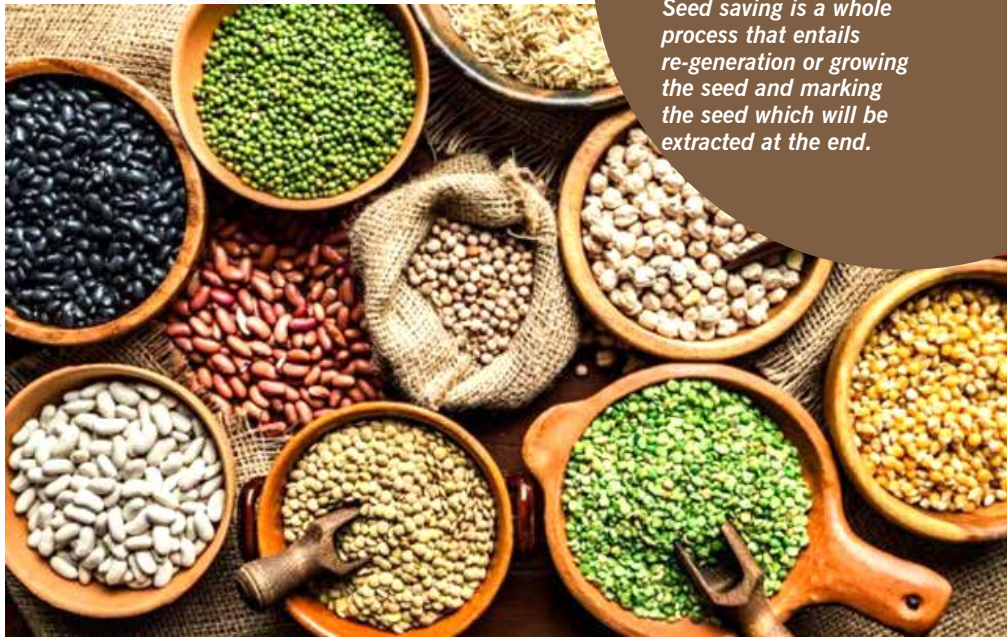 Seed saving is a whole
process that entails
re-generation or growing
the seed and marking
the seed which will be
extracted at the end.